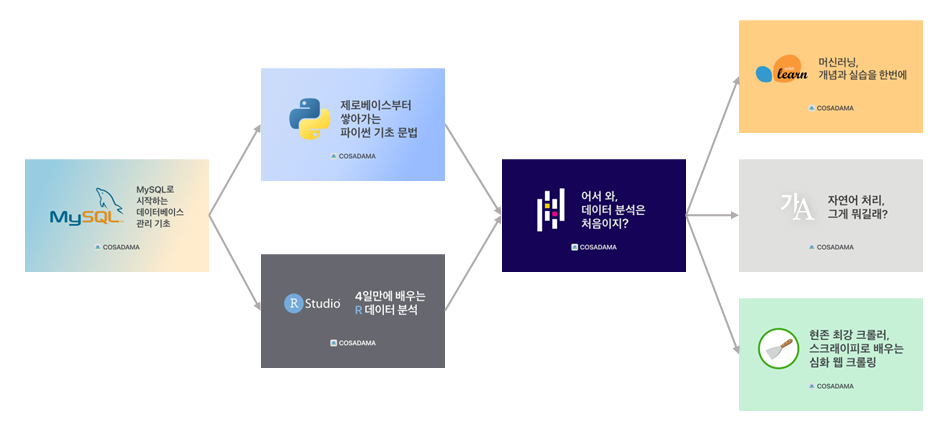 MySQL
MySQL로
시작하는
데이터베이스
관리 기초
COSADAMA
제로베이스부터
쌓아가는
파이썬 기초 문법
COSADAMA
R Studio
4일만에 배우는
R 데이터 분석
COSADAMA
어서 와,
데이터 분석은
처음이지?
COSADAMA
learn
머신러닝,
개념과 실습을 한번에
COSADAMA
가A
자연어 처리,
그게 뭐길래?
COSADAMA
현존 최강 크롤러,
스크래이피로 배우는
심화 웹 크롤링
COSADAMA